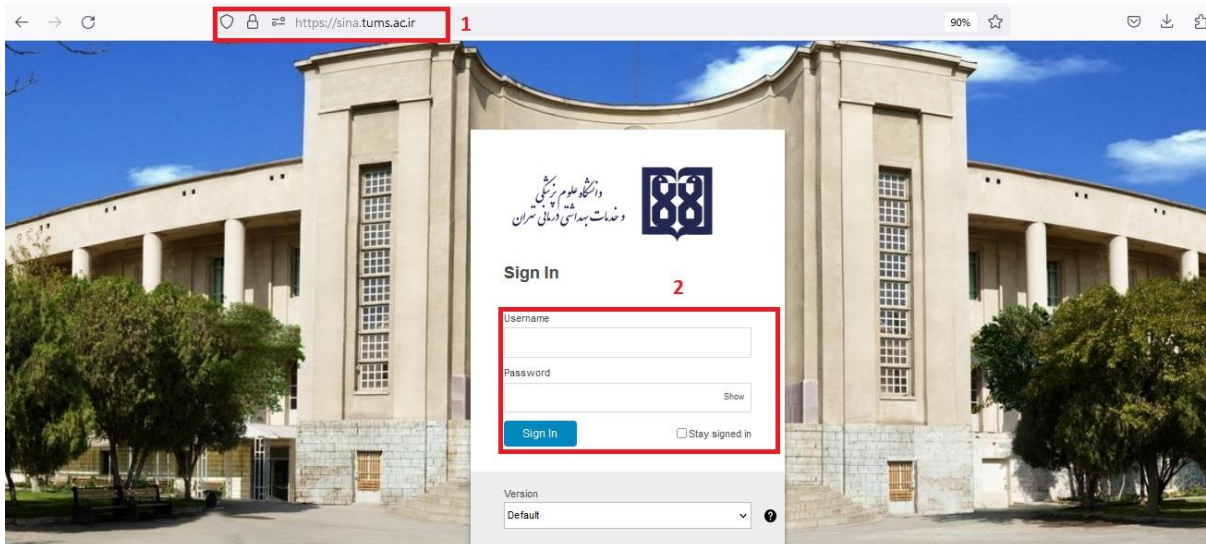 https://sina.tums.ac.ir
1
90%
دانشگاه علوم پزشکی
و خدمات بهداشتی درمانی تهران
Sign In
2
Username
Password
Show
Sign In
Stay signed in
Version
Default
?